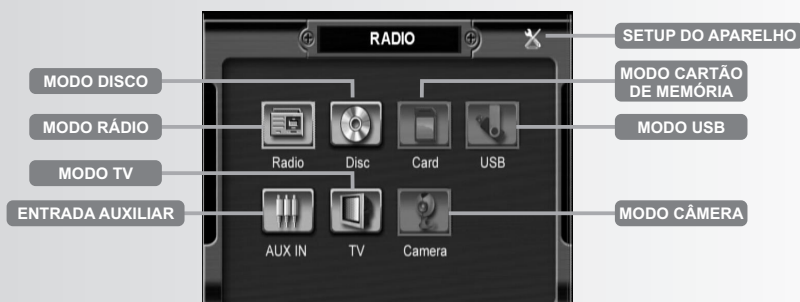 RADIO
SETUP DO APARELHO
MODO DISCO
MODO CARTÃO
DE MEMÓRIA
MODO RÁDIO
MODO USB
Radio
Disc
Card
USB
MODO TV
ENTRADA AUXILIAR
MODO CÂMERA
AUX IN
TV
Camera